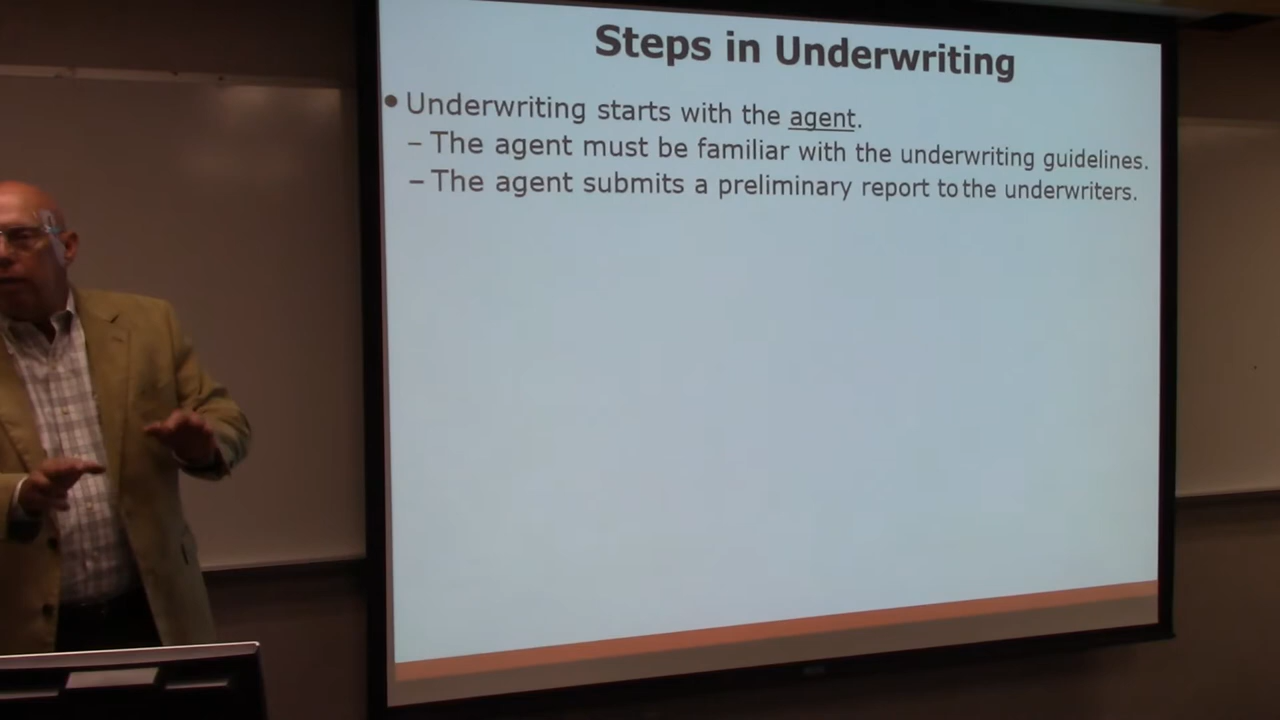 Steps in Underwriting
• Underwriting starts with the agent.
– The agent must be familiar with the underwriting guidelines.
– The agent submits a preliminary report to the underwriters.